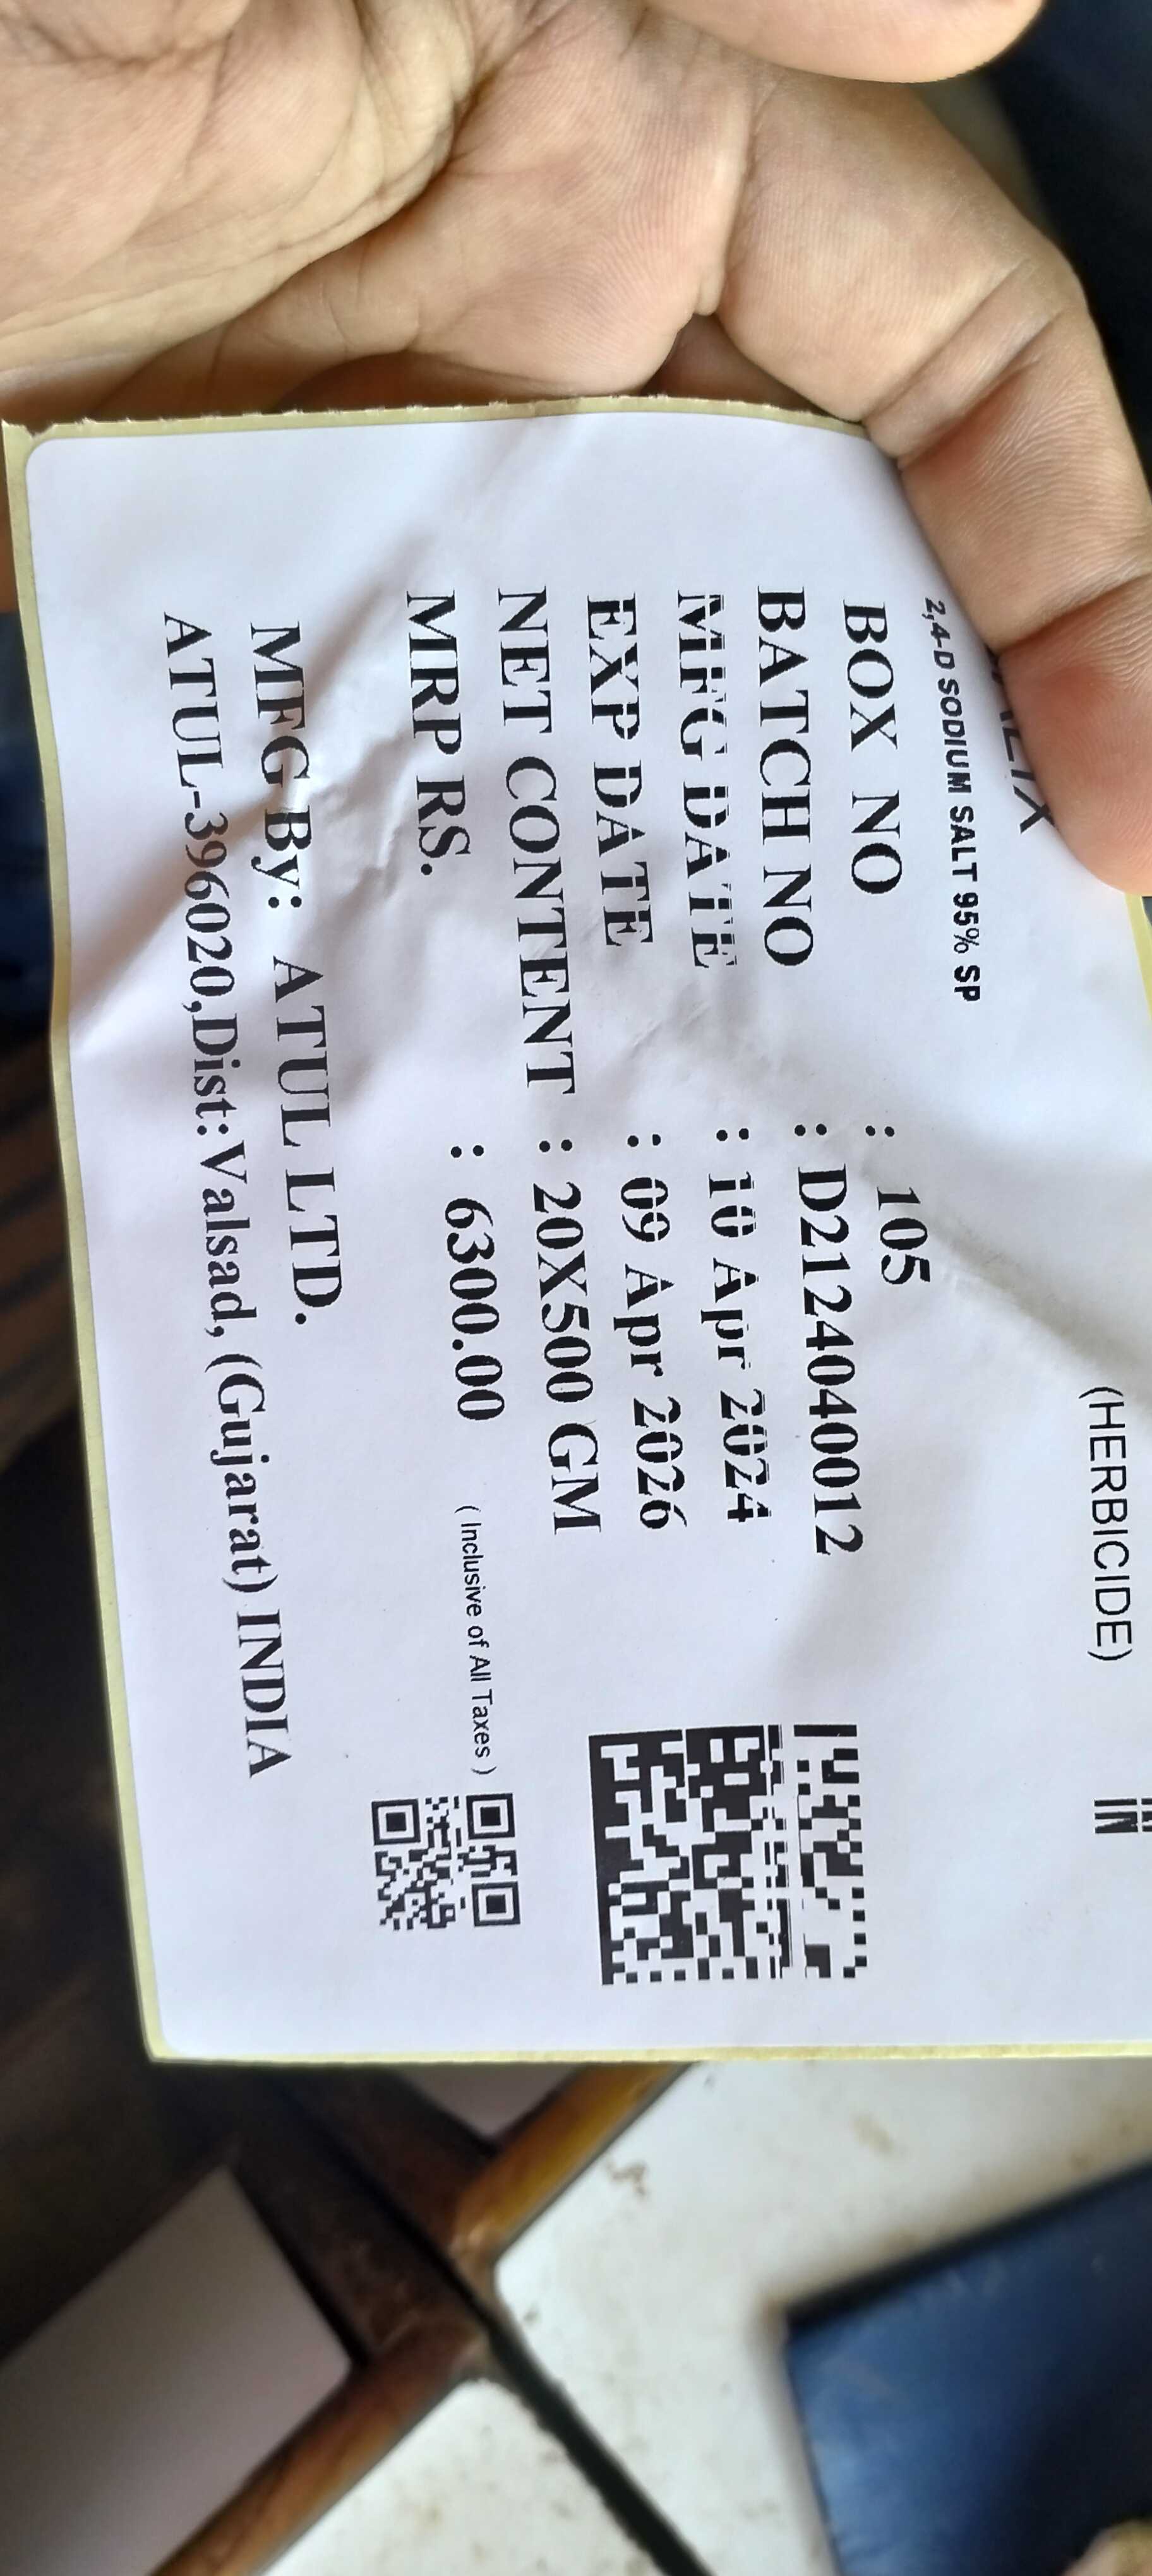 2,4-D SODIUM SALT 95% SP
(HERBICIDE)
BOX NO : 105
BATCH NO : D2124040012
MFG DATE : 10 Apr 2024
EXP DATE : 09 Apr 2026
NET CONTENT : 20X500 GM
MRP RS. : 6300.00 ( Inclusive of All Taxes )
MFG By: ATUL LTD.
ATUL-396020,Dist:Valsad, (Gujarat) INDIA